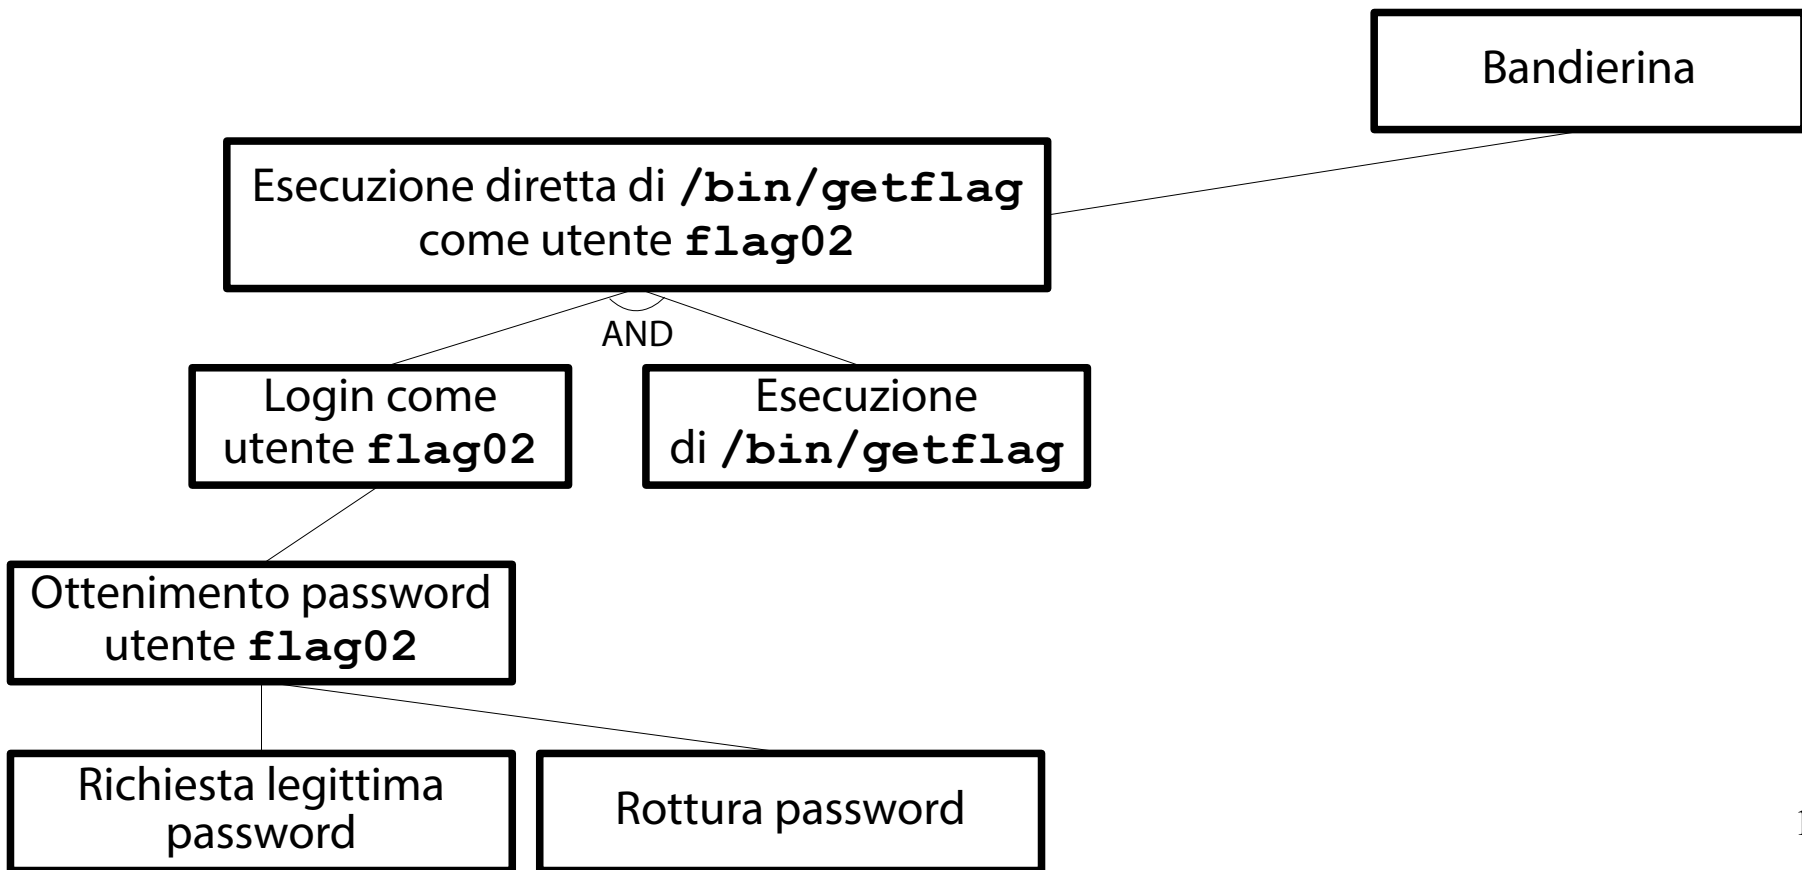 Bandierina
Esecuzione diretta di /bin/getflag
come utente flag02
AND
Login come
utente flag02
Esecuzione
di /bin/getflag
Ottenimento password
utente flag02
Richiesta legittima
password
Rottura password